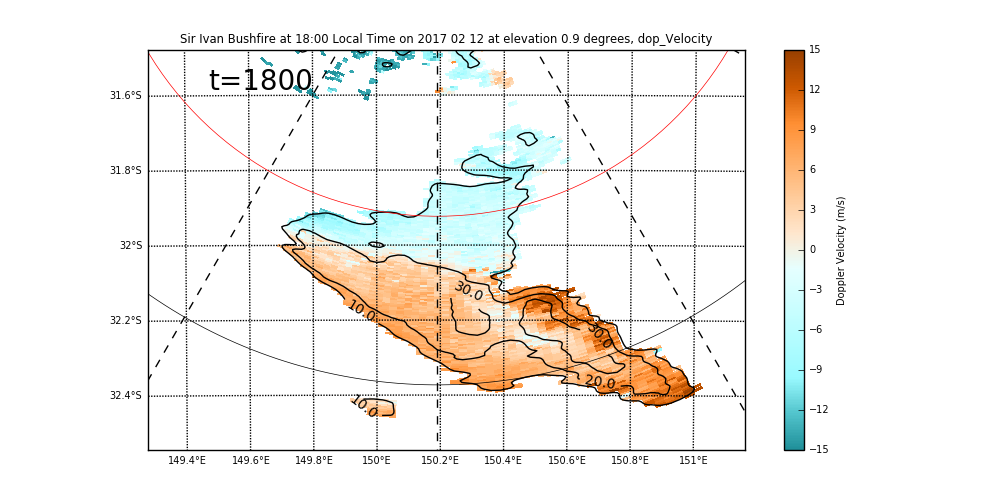 Sir Ivan Bushfire at 18:00 Local Time on 2017 02 12 at elevation 0.9 degrees, dop_Velocity
t=1800
31.6°S
31.8°S
32°S
32.2°S
32.4°S
149.4°E 149.6°E 149.8°E 150°E 150.2°E 150.4°E 150.6°E 150.8°E 151°E
10.0
30.0
30.0
20.0
10.0
15
12
9
6
3
0
−3
−6
−9
−12
−15
Doppler Velocity (m/s)